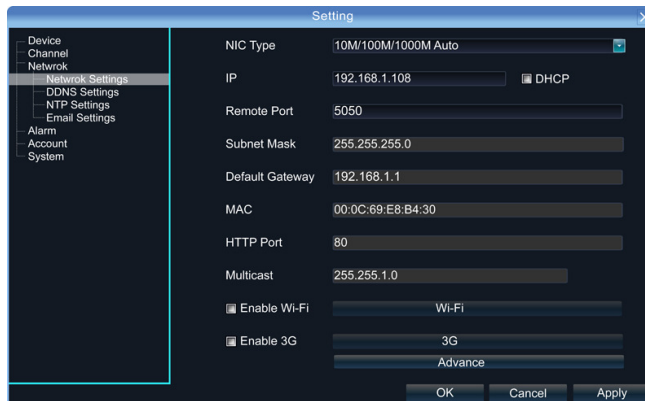 Setting
Device
Channel
Netwrok
Netwrok Settings
DDNS Settings
NTP Settings
Email Settings
Alarm
Account
System
NIC Type 10M/100M/1000M Auto
IP 192.168.1.108 DHCP
Remote Port 5050
Subnet Mask 255.255.255.0
Default Gateway 192.168.1.1
MAC 00:0C:69:E8:B4:30
HTTP Port 80
Multicast 255.255.1.0
Enable Wi-Fi Wi-Fi
Enable 3G 3G
Advance
OK Cancel Apply